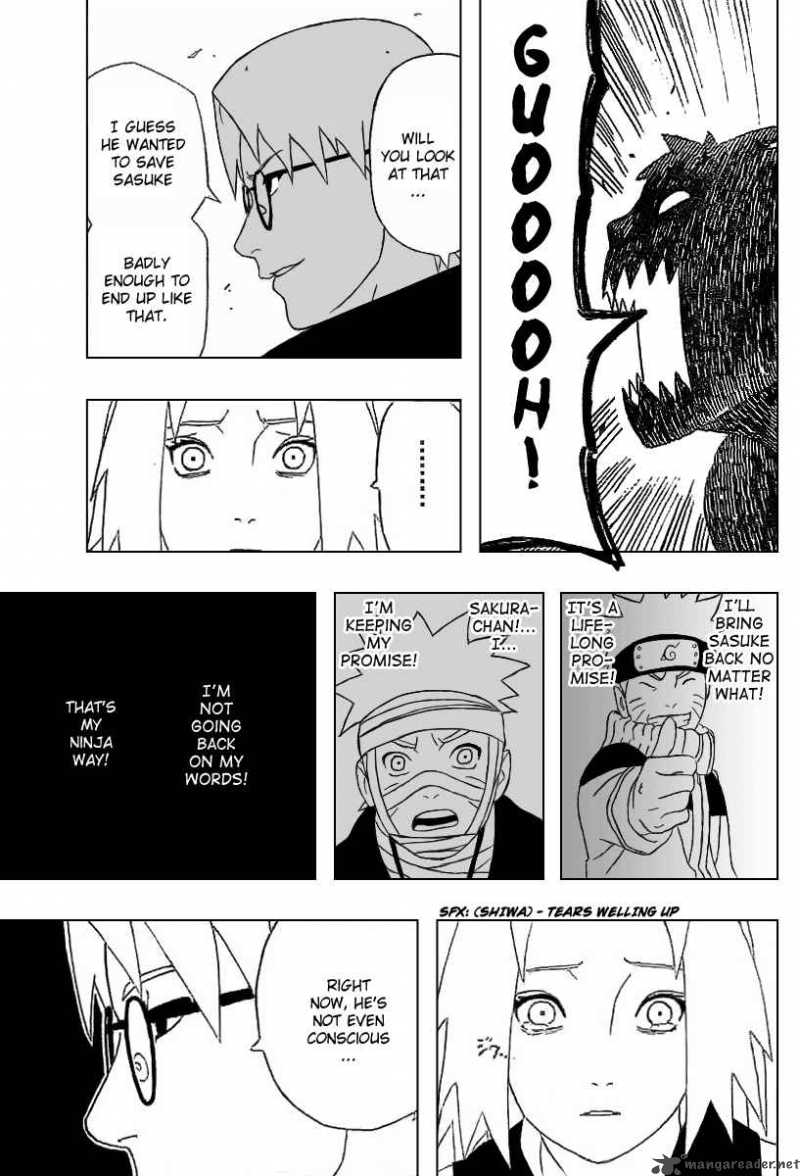 GUOOOOH!
WILL
YOU LOOK
AT THAT
...
I GUESS
HE WANTED
TO SAVE
SASUKE
BADLY
ENOUGH TO
END UP LIKE
THAT.
.........
I'LL
BRING
SASUKE
BACK NO
MATTER
WHAT!
IT'S A
LIFE-
LONG
PRO-
MISE!
SAKURA-
CHAN!...
I...
I'M
KEEPING
MY
PROMISE!
I'M
NOT
GOING
BACK
ON MY
WORDS!
THAT'S
MY
NINJA
WAY!
SFX: (SHIWA) - TEARS WELLING UP
RIGHT
NOW, HE'S
NOT EVEN
CONSCIOUS
...
mangareader.net